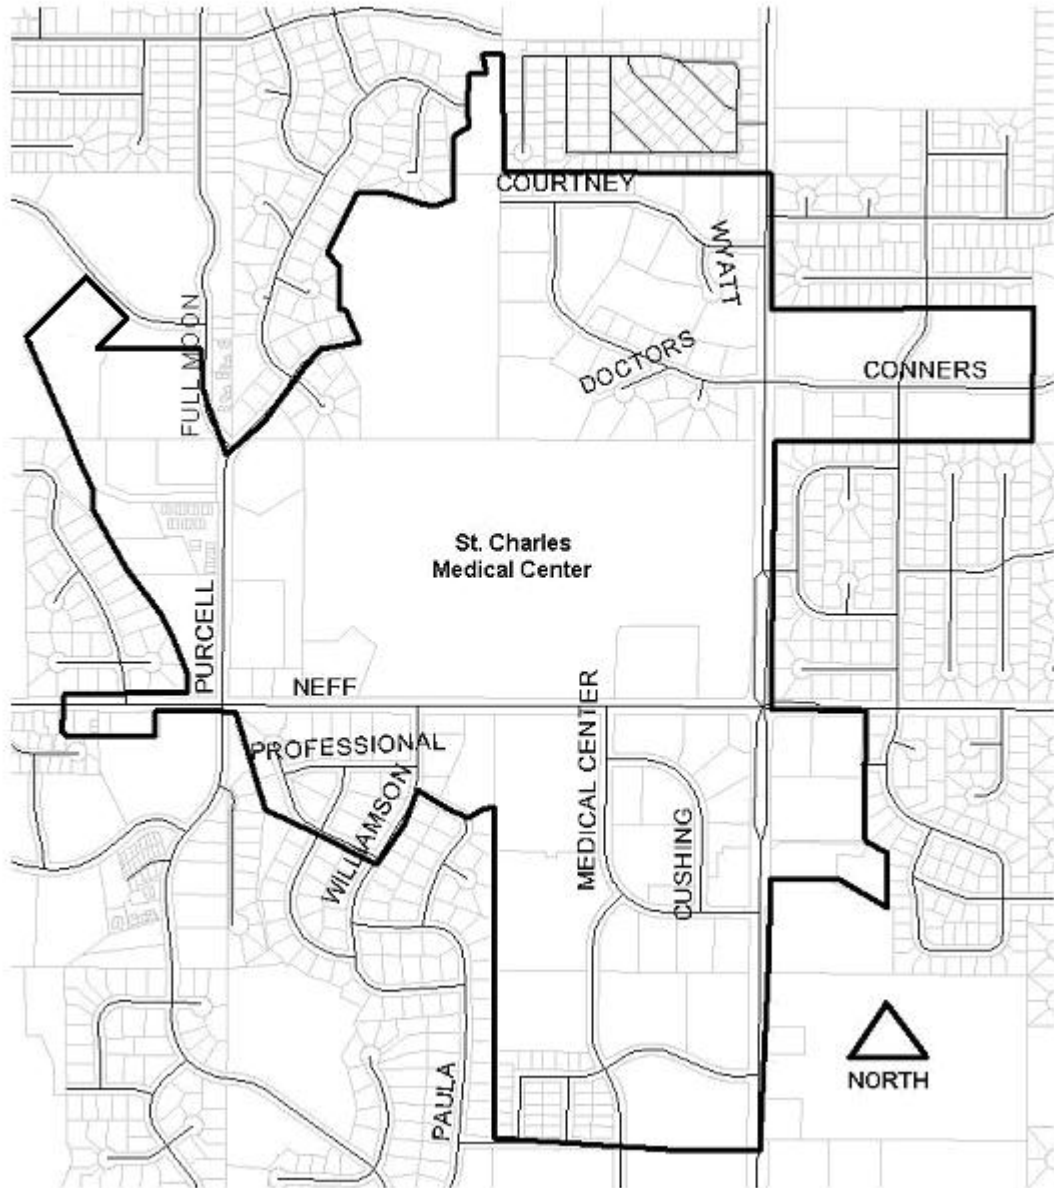 COURTNEY
WYATT
FULL MOON
DOCTORS
CONNERS
St. Charles
Medical Center
PURCELL
NEFF
MEDICAL CENTER
PROFESSIONAL
WILLIAMSON
CUSHING
PAULA
NORTH